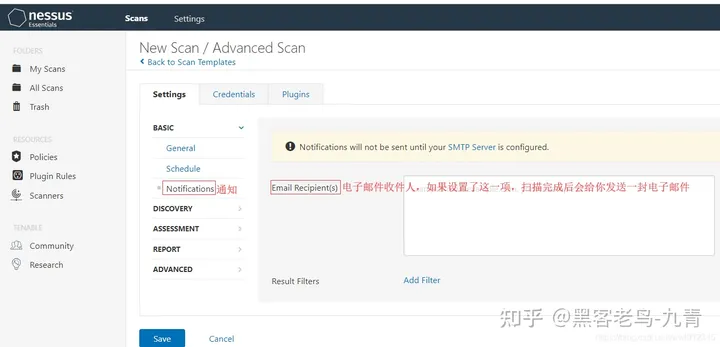 nessus
Essentials
Scans
Settings
FOLDERS
My Scans
All Scans
Trash
RESOURCES
Policies
Plugin Rules
Scanners
TENABLE
Community
Research
New Scan / Advanced Scan
Back to Scan Templates
Settings
Credentials
Plugins
BASIC
General
Schedule
Notifications 通知
DISCOVERY
ASSESSMENT
REPORT
ADVANCED
Notifications will not be sent until your SMTP Server is configured.
Email Recipient(s) 电子邮件收件人，如果设置了这一项，扫描完成后会给你发送一封电子邮件
Result Filters
Add Filter
Save
Cancel
知乎 @黑客老鸟-九青